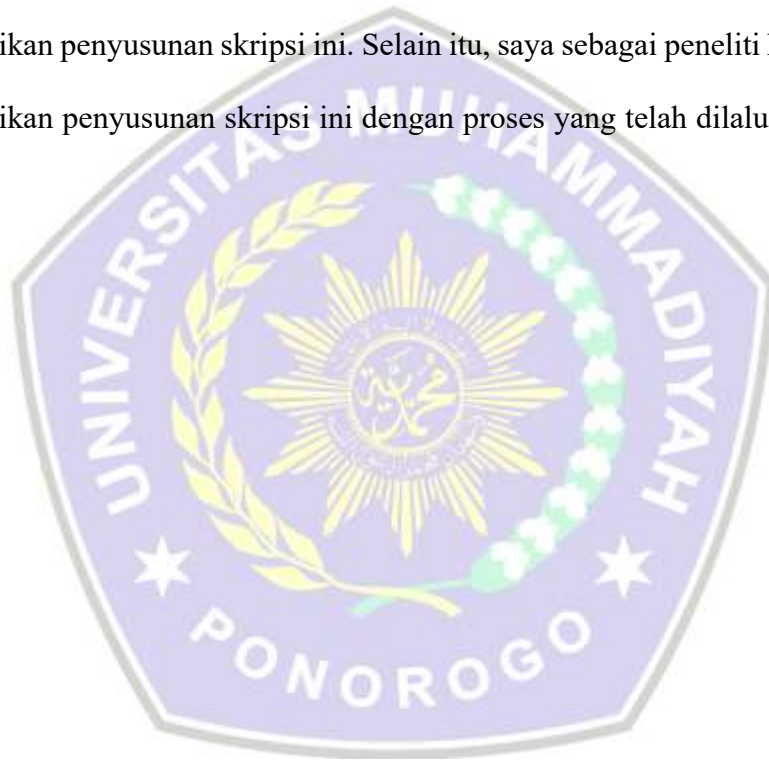 ikan penyusunan skripsi ini. Selain itu, saya sebagai peneliti
ikan penyusunan skripsi ini dengan proses yang telah dilalu
UNIVERSITAS MUHAMMADIYAH
محمدية
PONOROGO